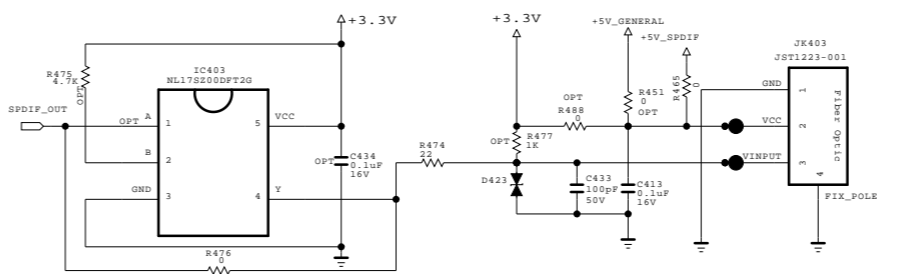 +3.3V
R475
4.7K
OPT
IC403
NL17SZ00DFT2G
SPDIF_OUT
OPT
A
1
5
VCC
B
2
GND
3
4
Y
OPT
C434
0.1uF
16V
R476
0
R474
22
+3.3V
OPT
R477
1K
D423
OPT
R488
0
+5V_GENERAL
R451
0
OPT
+5V_SPDIF
R465
0
C433
100pF
50V
C413
0.1uF
16V
JK403
JST1223-001
GND
1
VCC
2
VINPUT
3
4
Fiber Optic
FIX_POLE